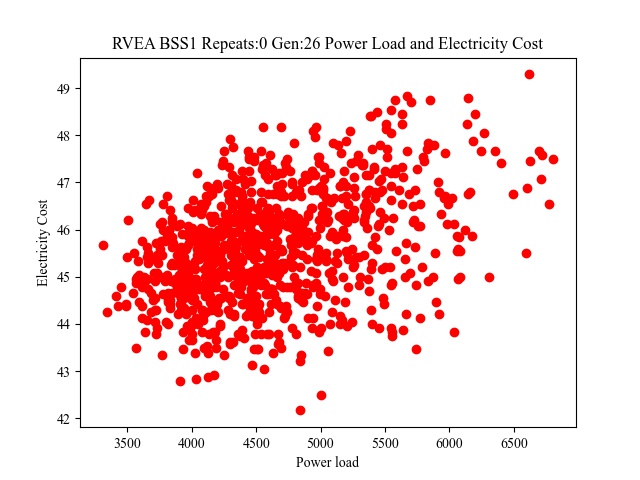 RVEA BSS1 Repeats:0 Gen:26 Power Load and Electricity Cost
49
48
47
46
45
44
43
42
Electricity Cost
3500 4000 4500 5000 5500 6000 6500
Power load